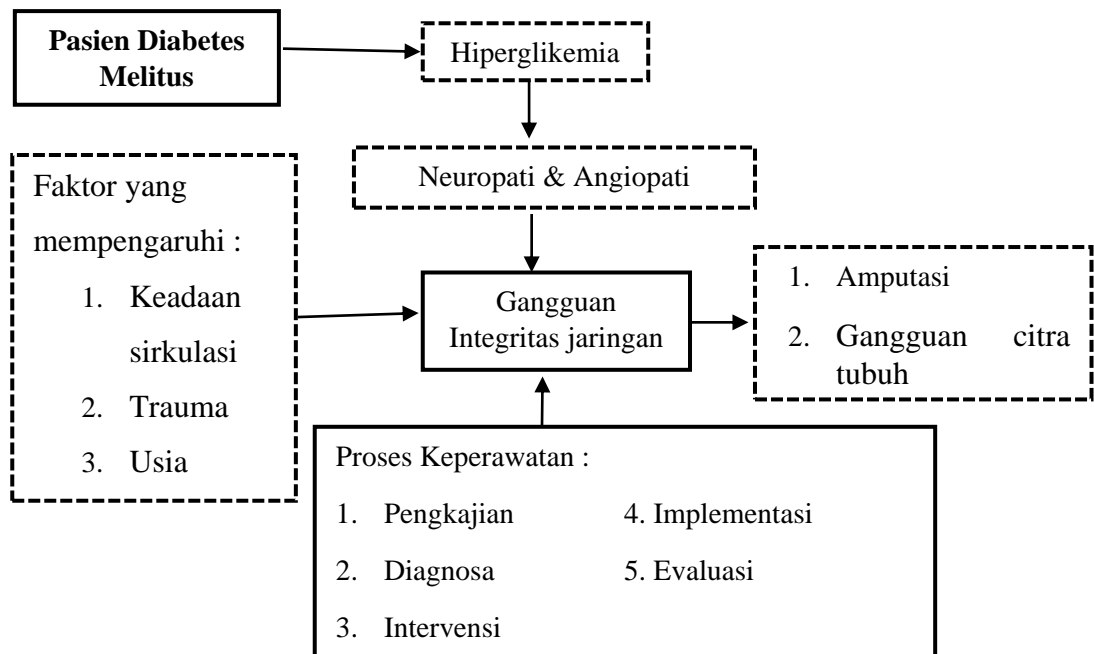 Pasien Diabetes
Melitus
Hiperglikemia
Neuropati & Angiopati
Faktor yang
mempengaruhi :
1. Keadaan
sirkulasi
2. Trauma
3. Usia
Gangguan
Integritas jaringan
1. Amputasi
2. Gangguan citra
tubuh
Proses Keperawatan :
1. Pengkajian 4. Implementasi
2. Diagnosa 5. Evaluasi
3. Intervensi